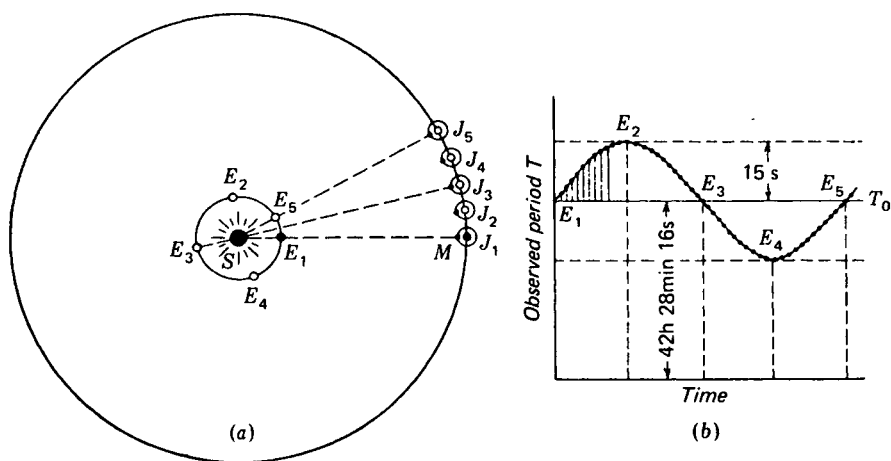 E₂
E₅
E₃
S
E₁
E₄
M
J₅
J₄
J₃
J₂
J₁
(a)
Observed period T
E₂
15 s
E₁
E₃
E₅
T₀
E₄
42h 28min 16s
Time
(b)